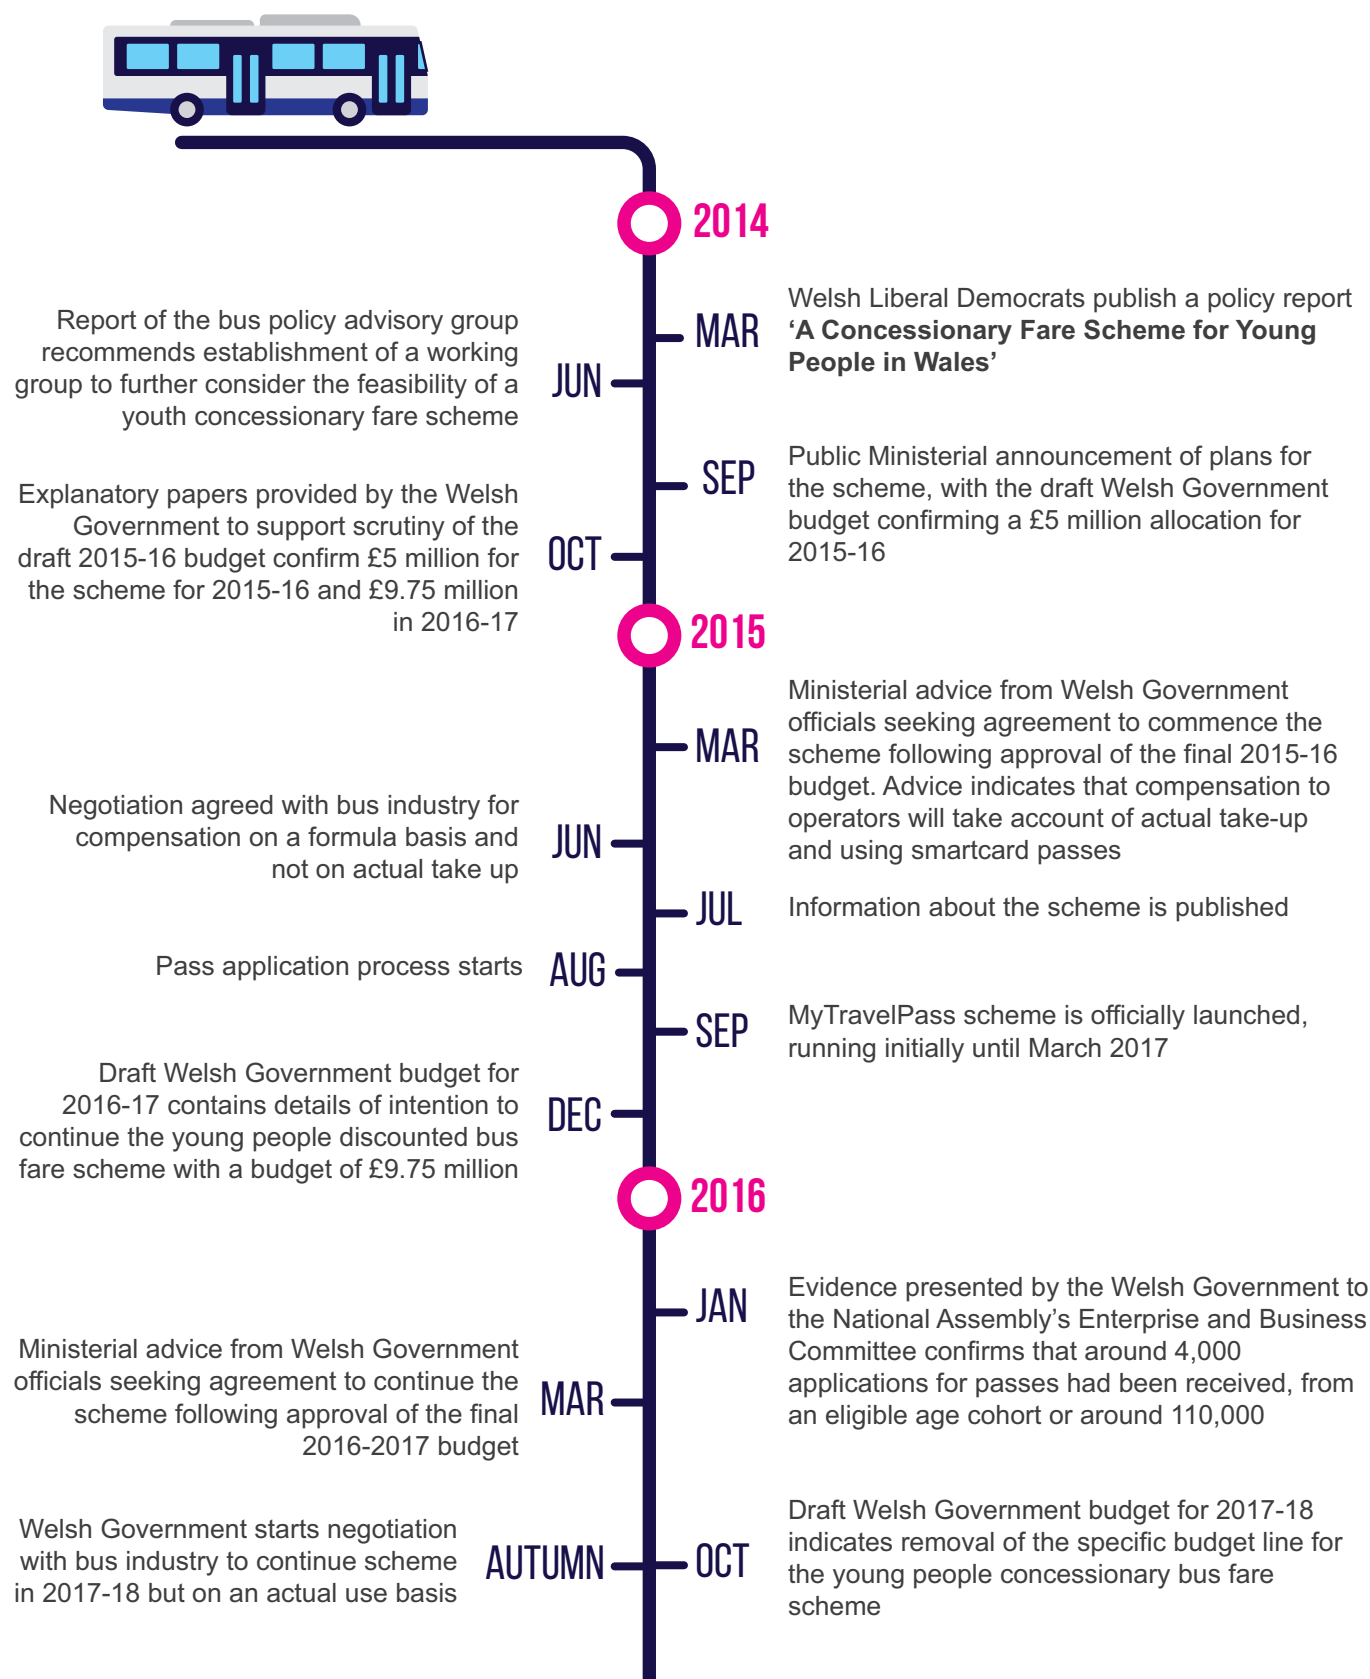 2014
MAR
Welsh Liberal Democrats publish a policy report
‘A Concessionary Fare Scheme for Young
People in Wales’
Report of the bus policy advisory group
recommends establishment of a working
group to further consider the feasibility of a
youth concessionary fare scheme
JUN
SEP
Public Ministerial announcement of plans for
the scheme, with the draft Welsh Government
budget confirming a £5 million allocation for
2015-16
Explanatory papers provided by the Welsh
Government to support scrutiny of the
draft 2015-16 budget confirm £5 million for
the scheme for 2015-16 and £9.75 million
in 2016-17
OCT
2015
MAR
Ministerial advice from Welsh Government
officials seeking agreement to commence the
scheme following approval of the final 2015-16
budget. Advice indicates that compensation to
operators will take account of actual take-up
and using smartcard passes
Negotiation agreed with bus industry for
compensation on a formula basis and
not on actual take up
JUN
JUL
Information about the scheme is published
Pass application process starts
AUG
SEP
MyTravelPass scheme is officially launched,
running initially until March 2017
Draft Welsh Government budget for
2016-17 contains details of intention to
continue the young people discounted bus
fare scheme with a budget of £9.75 million
DEC
2016
JAN
Evidence presented by the Welsh Government to
the National Assembly’s Enterprise and Business
Committee confirms that around 4,000
applications for passes had been received, from
an eligible age cohort or around 110,000
Ministerial advice from Welsh Government
officials seeking agreement to continue the
scheme following approval of the final
2016-2017 budget
MAR
Welsh Government starts negotiation
with bus industry to continue scheme
in 2017-18 but on an actual use basis
AUTUMN
OCT
Draft Welsh Government budget for 2017-18
indicates removal of the specific budget line for
the young people concessionary bus fare
scheme